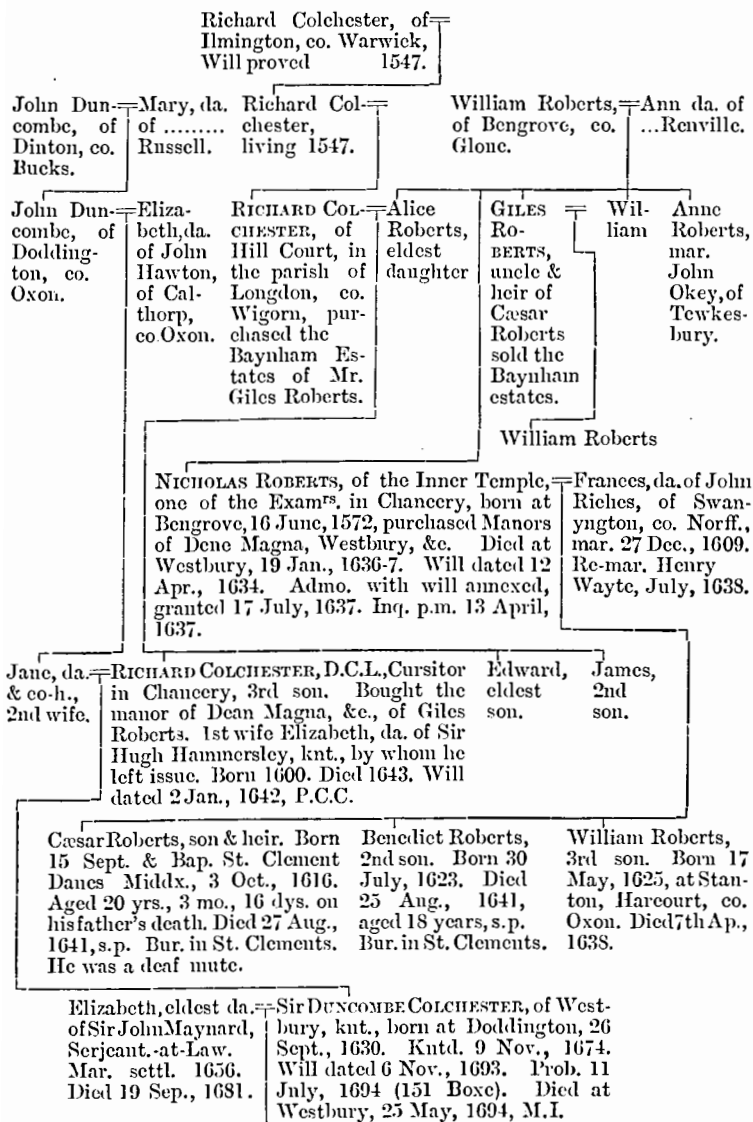 Richard Colchester, of
Ilmington, co. Warwick,
Will proved 1547.
John Dun-
combe, of
Dinton, co.
Bucks.
Mary, da.
of .........
Russell.
Richard Col-
chester,
living 1547.
William Roberts,
of Bengrove, co.
Glouc.
Ann da. of
...Renville.
John Dun-
combe, of
Dodding-
ton, co.
Oxon.
Eliza-
beth, da.
of John
Hawton,
of Cal-
thorp,
co. Oxon.
RICHARD COL-
CHESTER, of
Hill Court, in
the parish of
Longdon, co.
Wigorn, pur-
chased the
Baynham Es-
tates of Mr.
Giles Roberts.
Alice
Roberts,
eldest
daughter
GILES
RO-
BERTS,
uncle &
heir of
Cæsar
Roberts
sold the
Baynham
estates.
Wil-
liam
Anne
Roberts,
mar.
John
Okey, of
Tewkes-
bury.
William Roberts
NICHOLAS ROBERTS, of the Inner Temple,
one of the Examrs. in Chancery, born at
Bengrove, 16 June, 1572, purchased Manors
of Dene Magna, Westbury, &c. Died at
Westbury, 19 Jan., 1636-7. Will dated 12
Apr., 1634. Admo. with will annexed,
granted 17 July, 1637. Inq. p.m. 13 April,
1637.
Frances, da. of John
Riches, of Swan-
yngton, co. Norff.,
mar. 27 Dec., 1609.
Re-mar. Henry
Wayte, July, 1638.
Jane, da.
& co-h.,
2nd wife.
RICHARD COLCHESTER, D.C.L., Cursitor
in Chancery, 3rd son. Bought the
manor of Dean Magna, &c., of Giles
Roberts. 1st wife Elizabeth, da. of Sir
Hugh Hammersley, knt., by whom he
left issue. Born 1600. Died 1643. Will
dated 2 Jan., 1642, P.C.C.
Edward,
eldest
son.
James,
2nd
son.
Cæsar Roberts, son & heir. Born
15 Sept. & Bap. St. Clement
Danes Middx., 3 Oct., 1616.
Aged 20 yrs., 3 mo., 16 dys. on
his father's death. Died 27 Aug.,
1641, s.p. Bur. in St. Clements.
He was a deaf mute.
Benedict Roberts,
2nd son. Born 30
July, 1623. Died
25 Aug., 1641,
aged 18 years, s.p.
Bur. in St. Clements.
William Roberts,
3rd son. Born 17
May, 1625, at Stan-
ton, Harcourt, co.
Oxon. Died 7th Ap.,
1638.
Elizabeth, eldest da.
of Sir John Maynard,
Serjeant.-at-Law.
Mar. settl. 1656.
Died 19 Sep., 1681.
Sir DUNCOMBE COLCHESTER, of West-
bury, knt., born at Doddington, 26
Sept., 1630. Kntd. 9 Nov., 1674.
Will dated 6 Nov., 1693. Prob. 11
July, 1694 (151 Boxe). Died at
Westbury, 25 May, 1694, M.I.